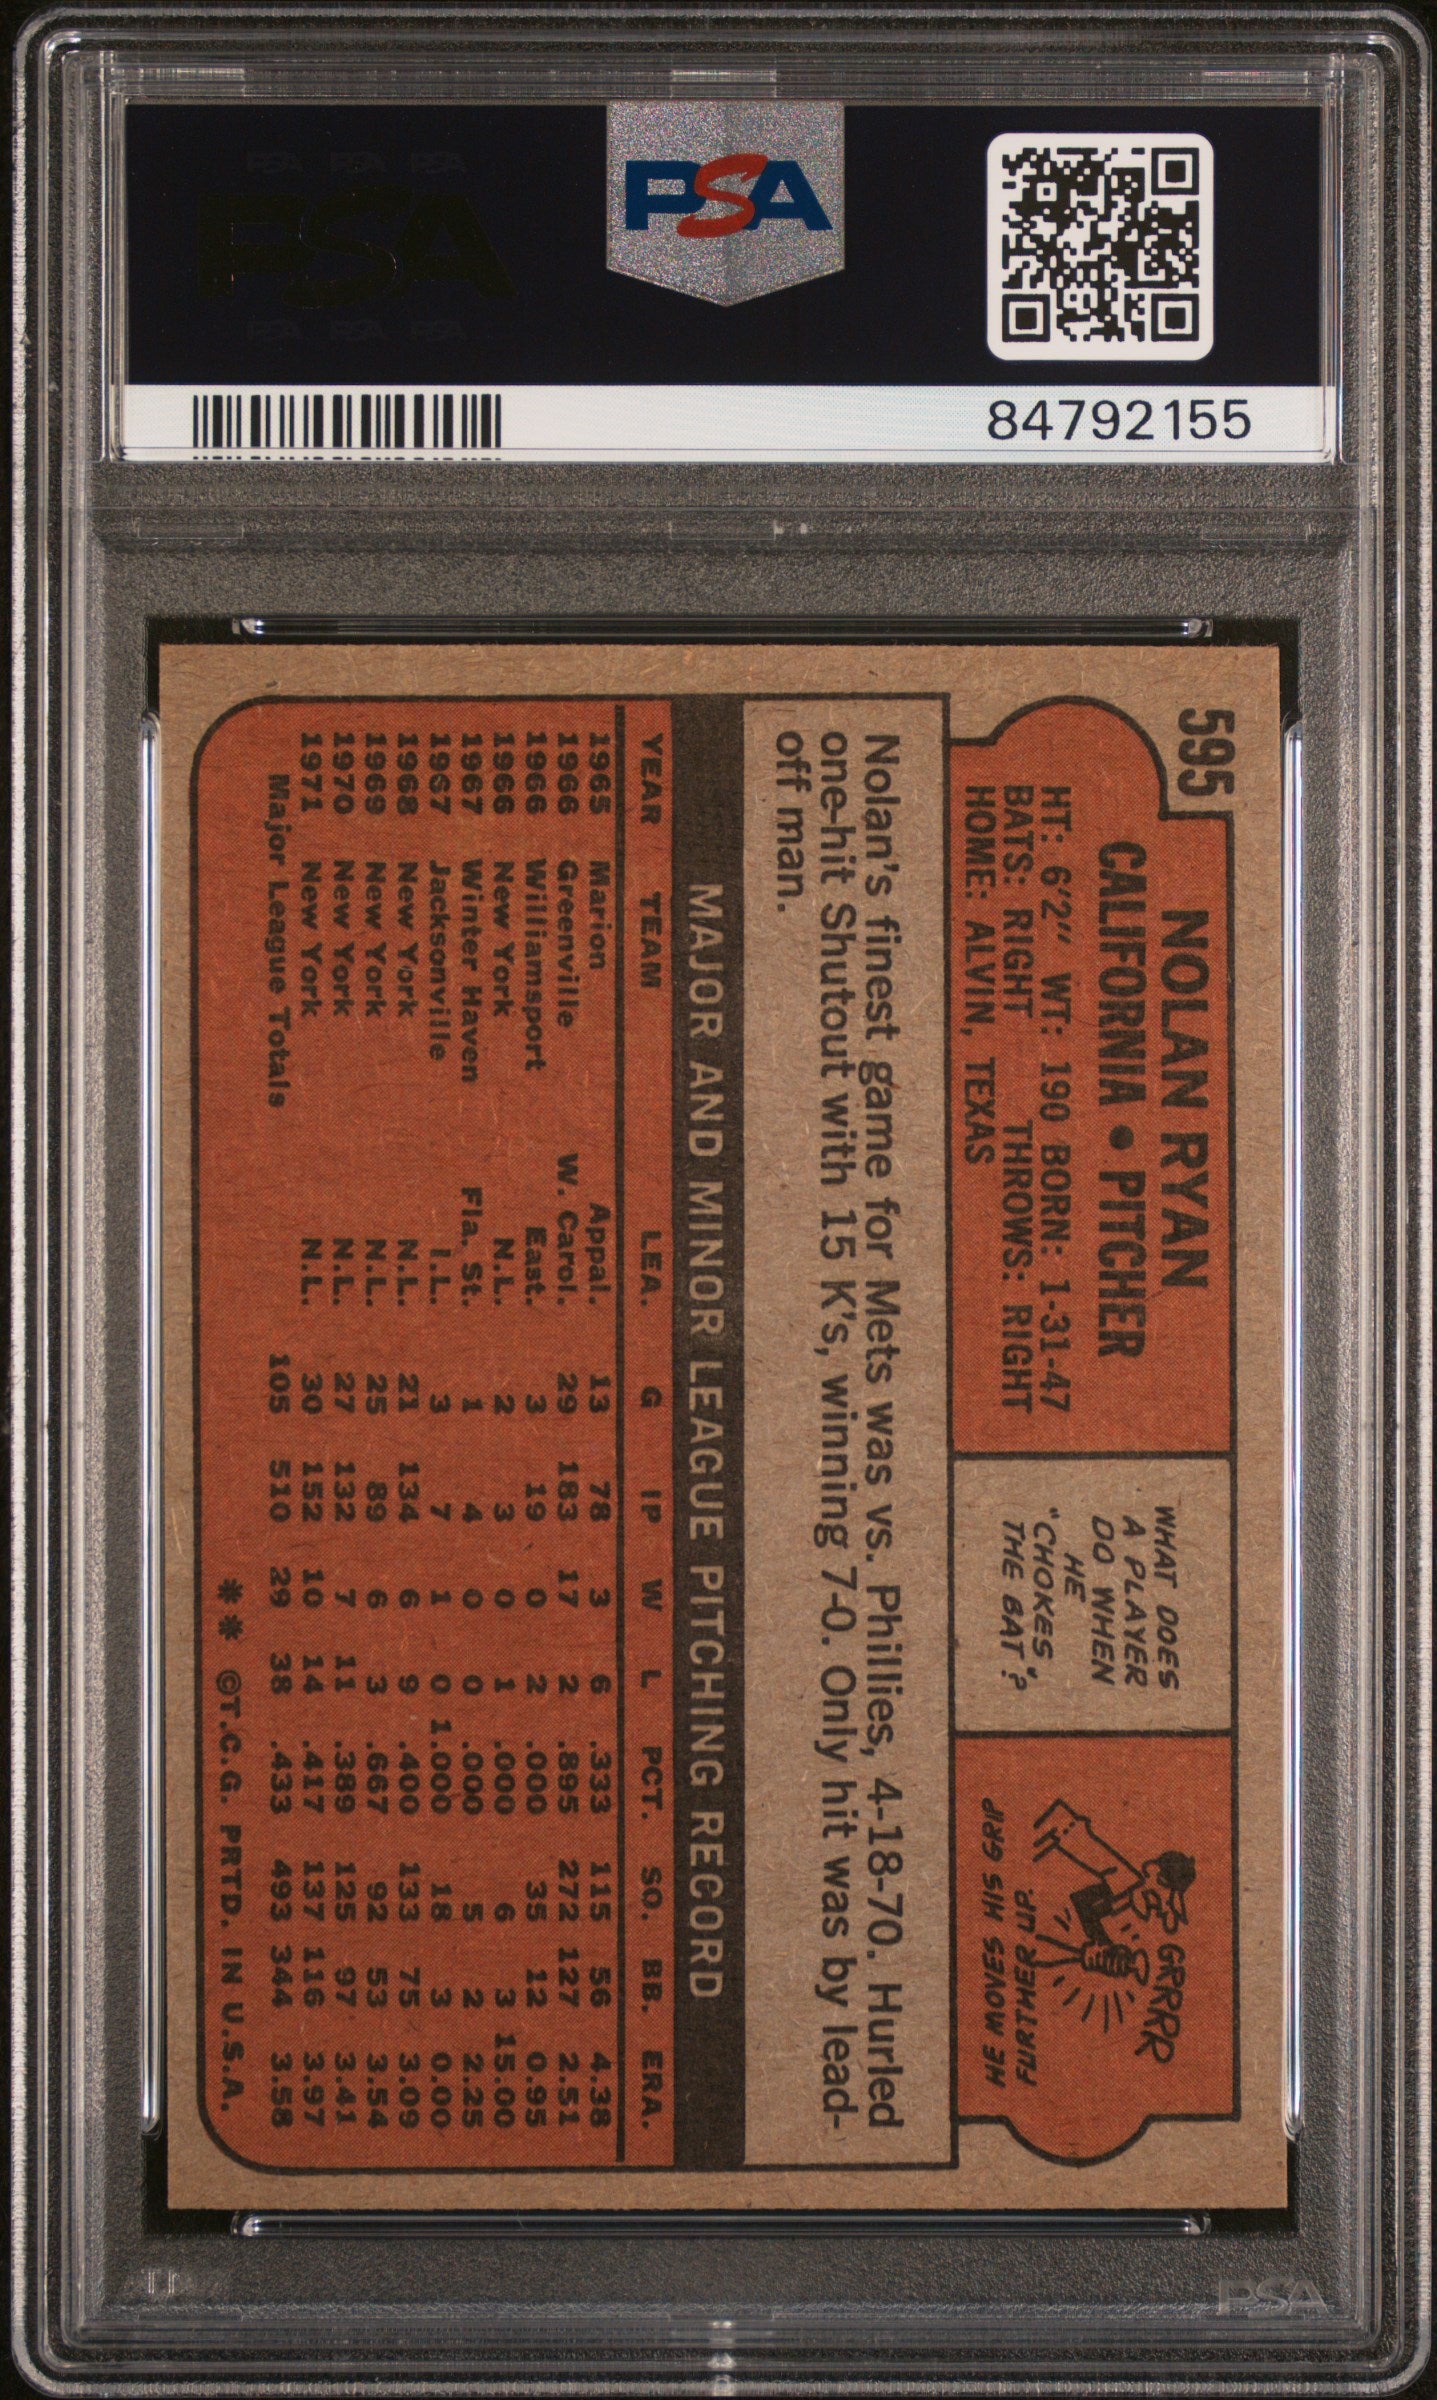 PSA PSA PSA
PSA
PSA PSA PSA
PSA
84792155
595
NOLAN RYAN
CALIFORNIA • PITCHER
HT: 6'2" WT: 190 BORN: 1-31-47
BATS: RIGHT THROWS: RIGHT
HOME: ALVIN, TEXAS
WHAT DOES
A PLAYER
DO WHEN
HE
"CHOKES"
THE BAT?
GRRRR
HE MOVES HIS GRIP
FURTHER UP.
Nolan's finest game for Mets was vs. Phillies, 4-18-70. Hurled
one-hit Shutout with 15 K's, winning 7-0. Only hit was by lead-
off man.
MAJOR AND MINOR LEAGUE PITCHING RECORD
YEAR TEAM LEA. G IP W L PCT. SO. BB. ERA.
1965 Marion Appal. 13 78 3 6 .333 115 56 4.38
1966 Greenville W. Carol. 29 183 17 2 .895 272 127 2.51
1966 Williamsport East. 3 19 0 2 .000 35 12 0.95
1966 New York N.L. 2 3 0 1 .000 6 3 15.00
1967 Winter Haven Fla. St. 1 4 0 0 .000 5 2 2.25
1967 Jacksonville I.L. 3 7 1 0 1.000 18 3 0.00
1968 New York N.L. 21 134 6 9 .400 133 75 3.09
1969 New York N.L. 25 89 6 3 .667 92 53 3.54
1970 New York N.L. 27 132 7 11 .389 125 97 3.41
1971 New York N.L. 30 152 10 14 .417 137 116 3.97
Major League Totals 105 510 29 38 .433 493 344 3.58
** ©T.C.G. PRTD. IN U.S.A.
PSA